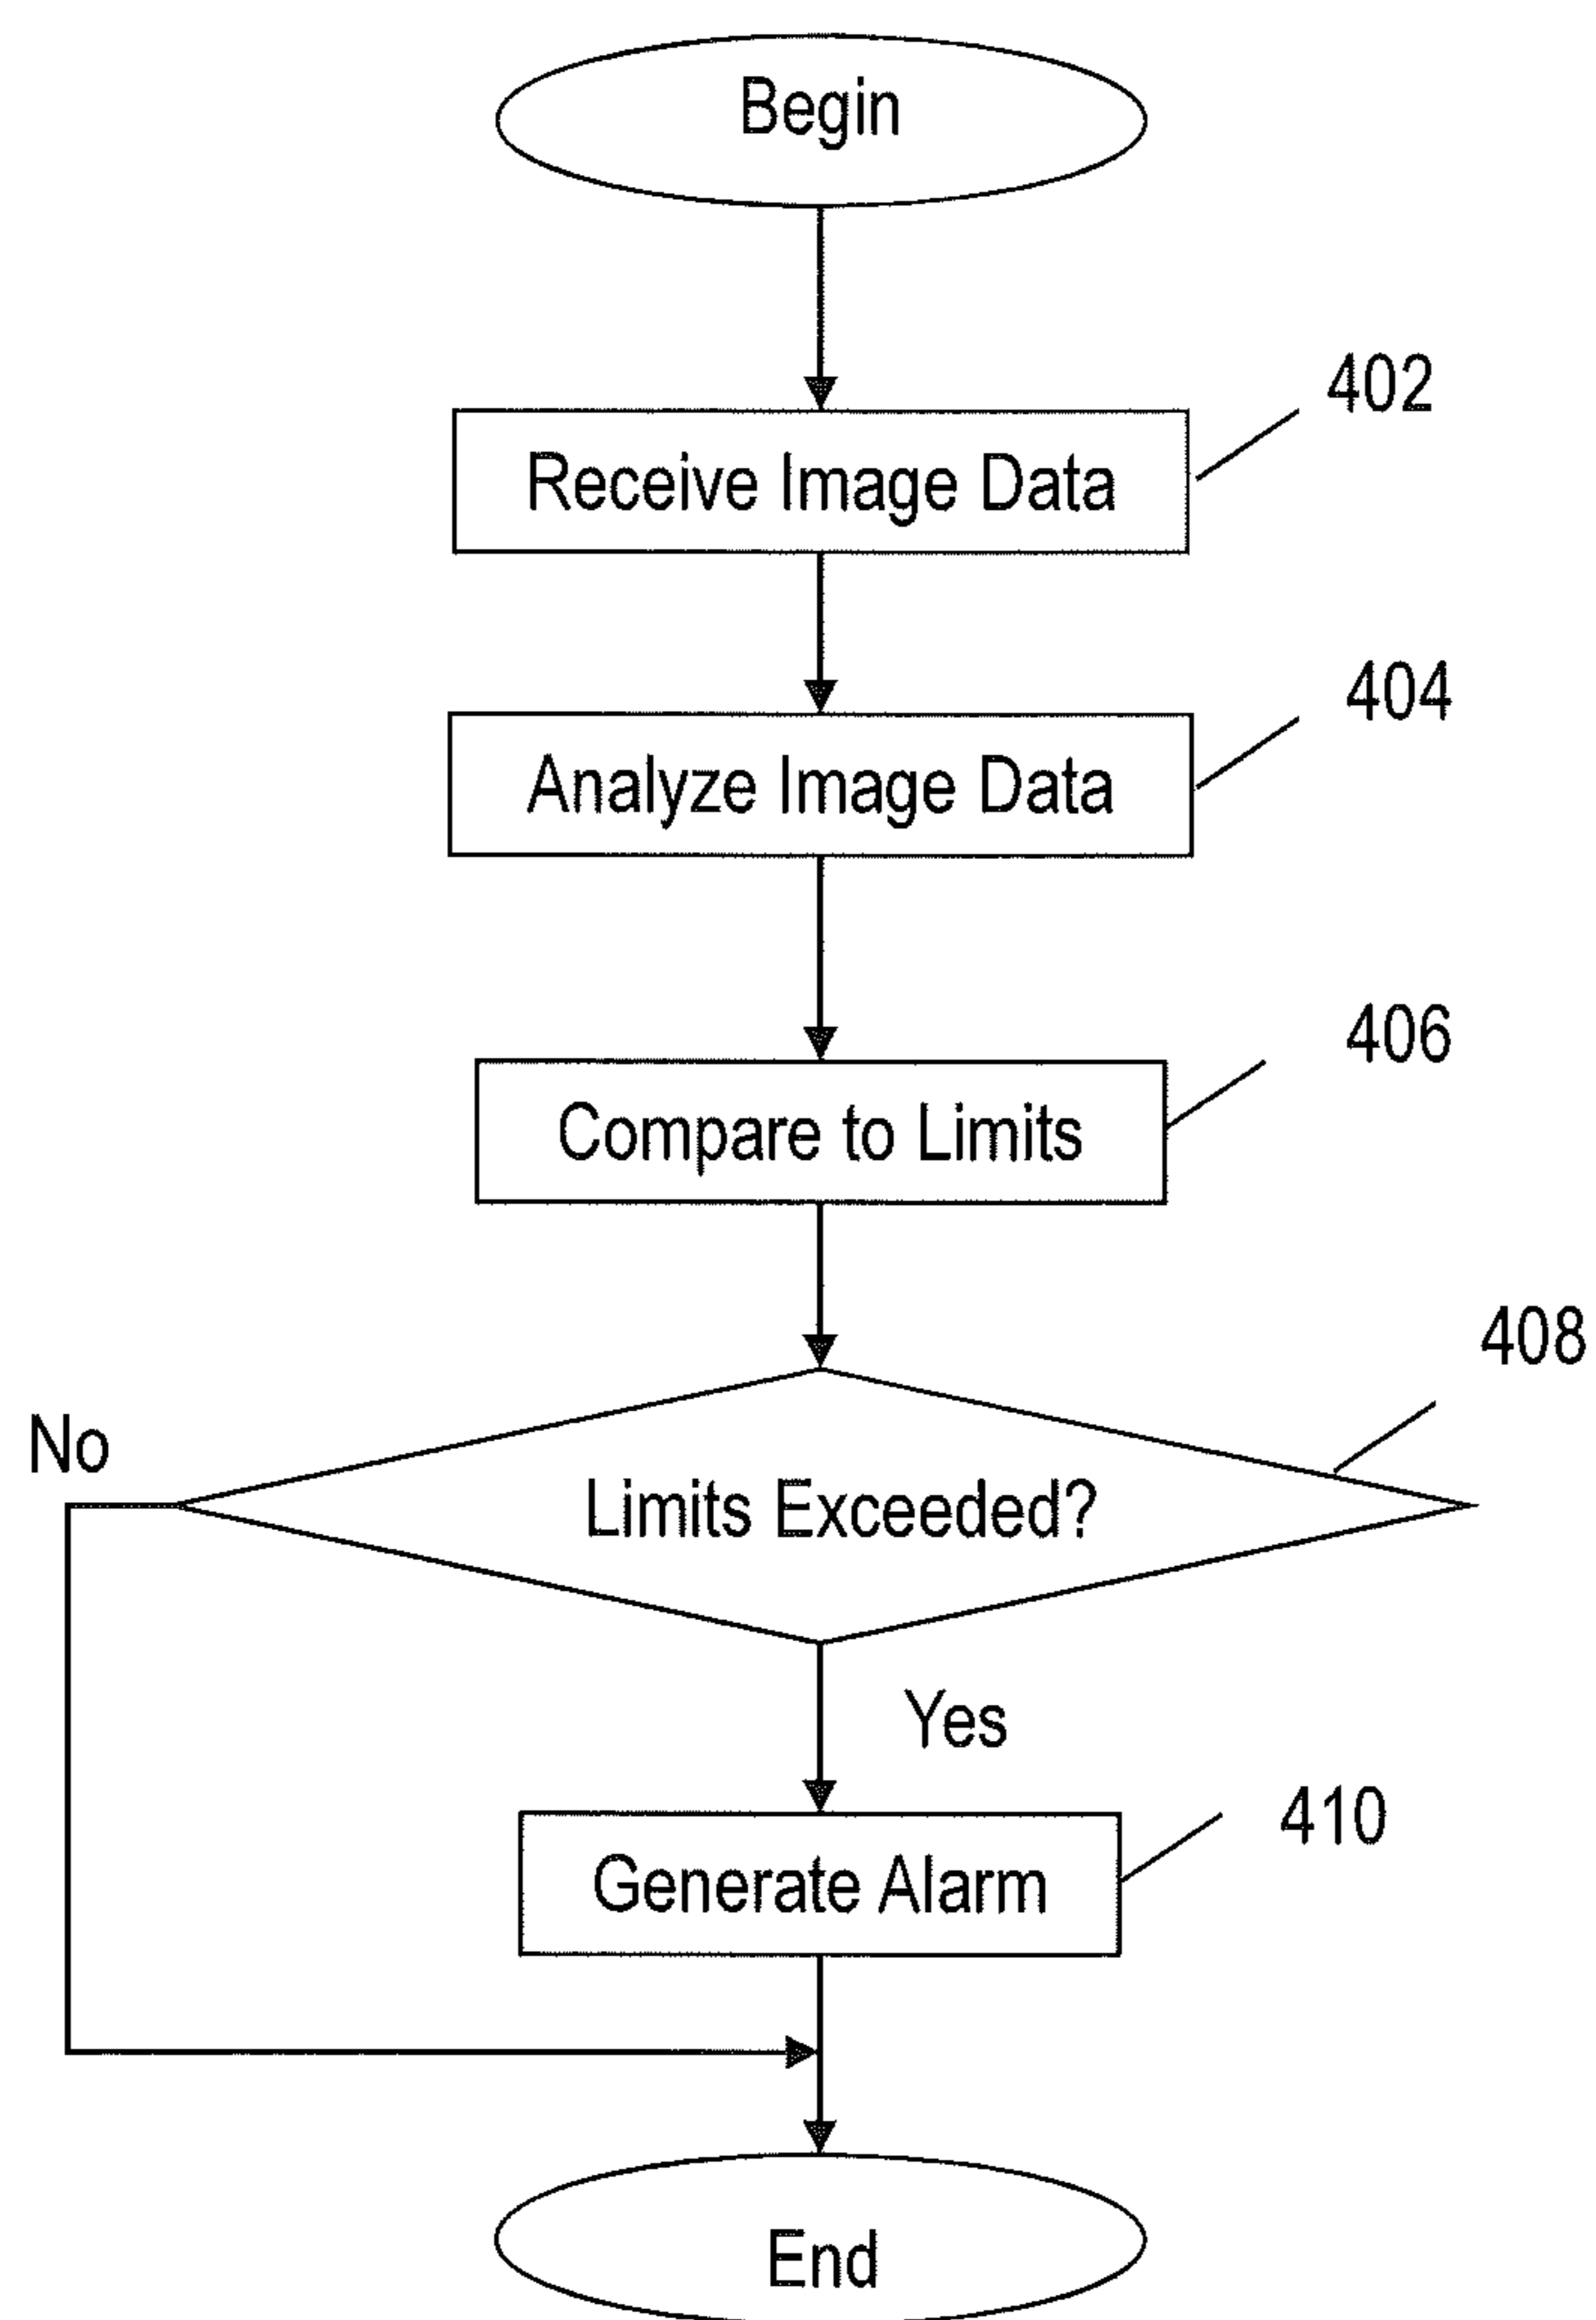 Begin
402
Receive Image Data
404
Analyze Image Data
406
Compare to Limits
408
No
Limits Exceeded?
Yes
410
Generate Alarm
End